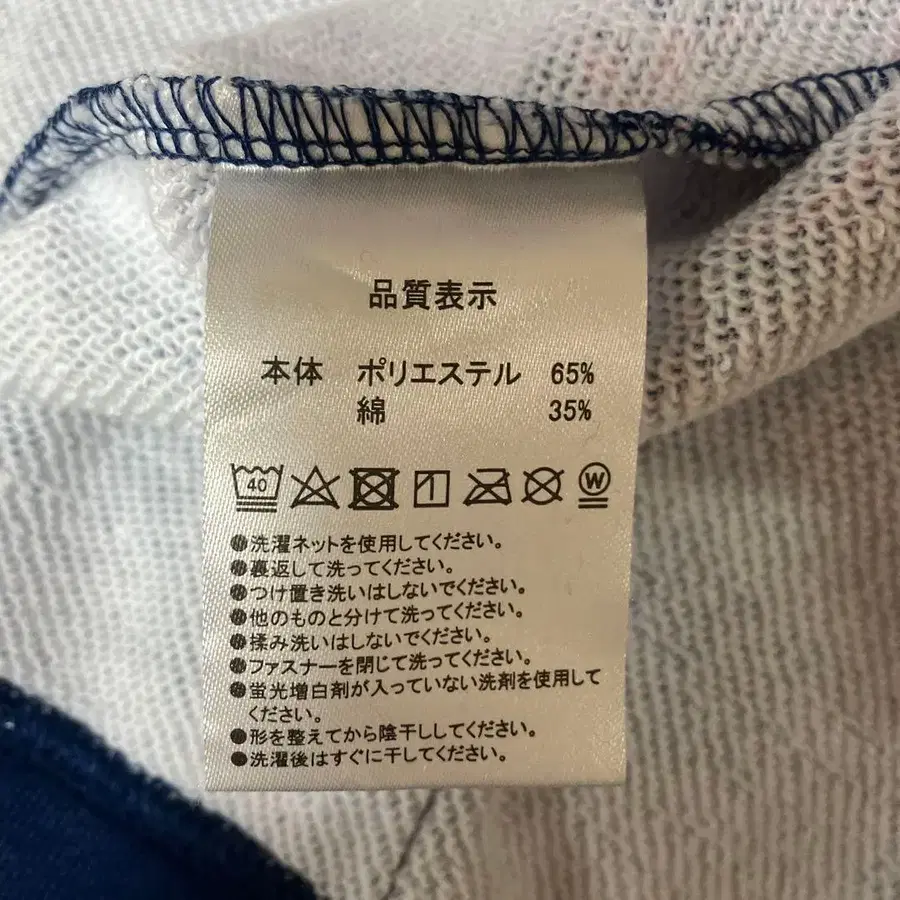 品質表示
本体 ポリエステル 65%
綿 35%
40 W
●洗濯ネットを使用してください。
●裏返して洗ってください。
●つけ置き洗いはしないでください。
●他のものと分けて洗ってください。
●揉み洗いはしないでください。
●ファスナーを閉じて洗ってください。
●蛍光増白剤が入っていない洗剤を使用して
ください。
●形を整えてから陰干ししてください。
●洗濯後はすぐに干してください。